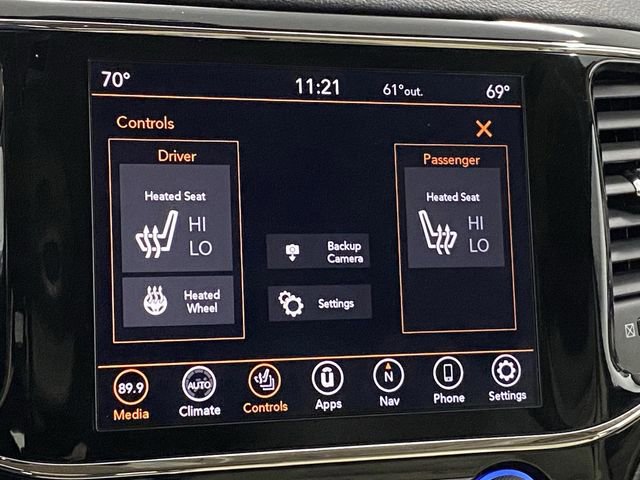 70° 11:21 61°out. 69°
Controls
Driver
Heated Seat
HI
LO
Heated
Wheel
Backup
Camera
Settings
Passenger
Heated Seat
HI
LO
89.9 AUTO U N
Media Climate Controls Apps Nav Phone Settings